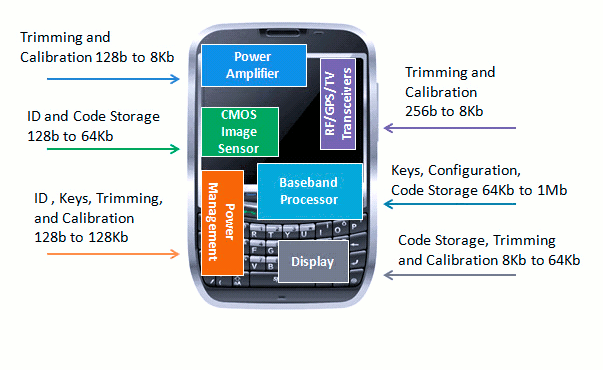 Trimming and
Calibration 128b to 8Kb
ID and Code Storage
128b to 64Kb
ID , Keys, Trimming,
and Calibration
128b to 128Kb
Power
Amplifier
RF/GPS/TV
Transceivers
CMOS
Image
Sensor
Baseband
Processor
Power
Management
Display
Trimming and
Calibration
256b to 8Kb
Keys, Configuration,
Code Storage 64Kb to 1Mb
Code Storage, Trimming
and Calibration 8Kb to 64Kb